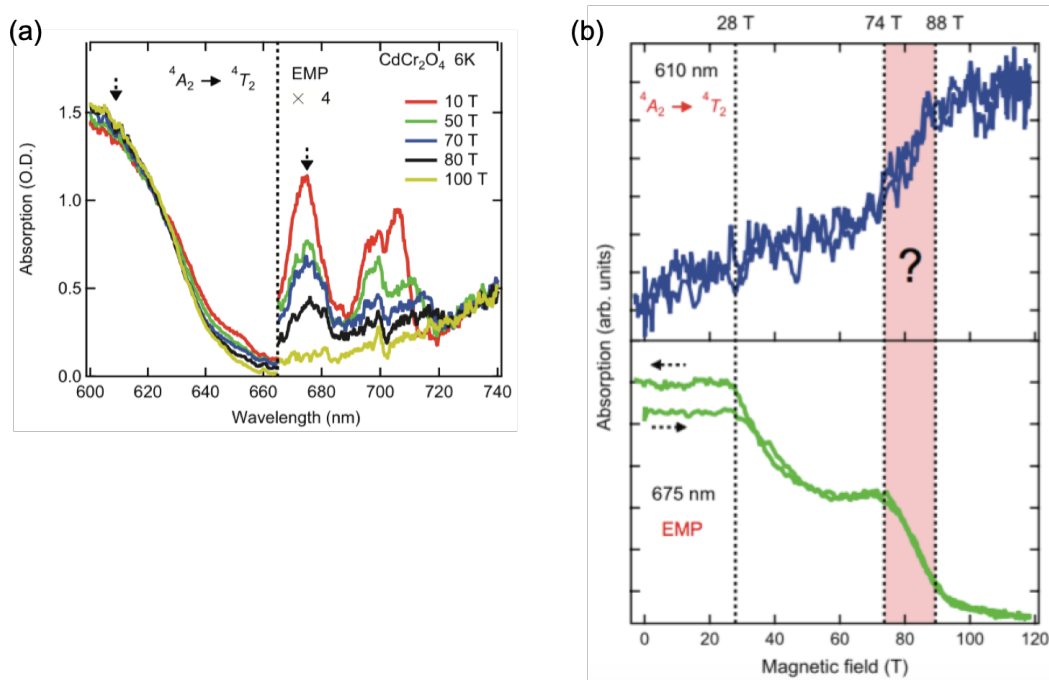 (a)
⁴A₂ → ⁴T₂
EMP
× 4
CdCr₂O₄ 6K
10 T
50 T
70 T
80 T
100 T
Absorption (O.D.)
1.5
1.0
0.5
0.0
600 620 640 660 680 700 720 740
Wavelength (nm)
(b)
28 T 74 T 88 T
610 nm
⁴A₂ → ⁴T₂
?
Absorption (arb. units)
675 nm
EMP
0 20 40 60 80 100 120
Magnetic field (T)